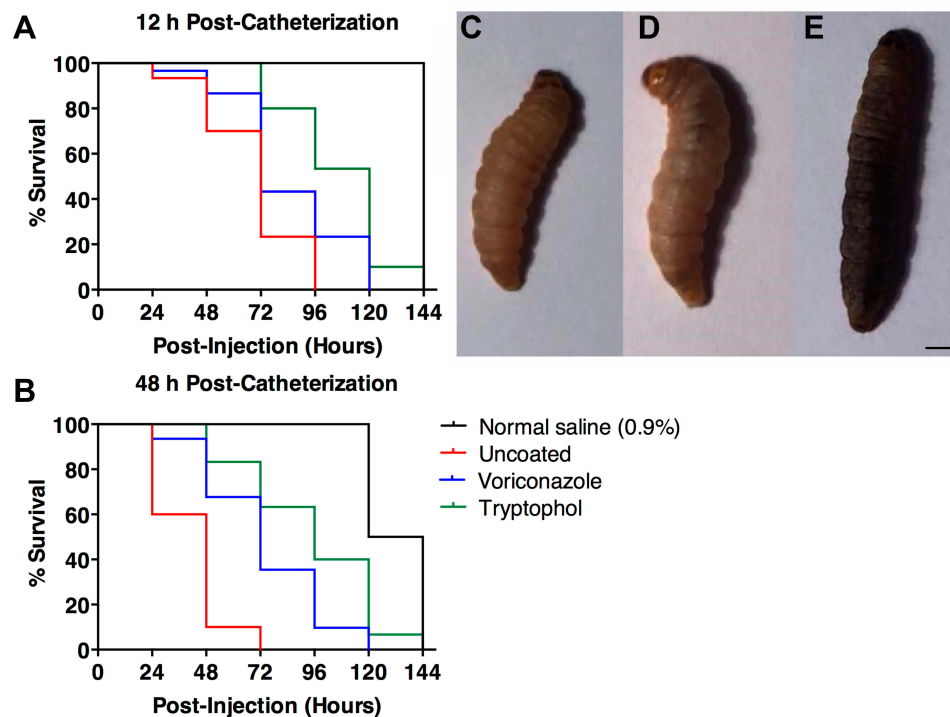 A
12 h Post-Catheterization
% Survival
100
80
60
40
20
0
0 24 48 72 96 120 144
Post-Injection (Hours)
C
D
E
B
48 h Post-Catheterization
% Survival
100
80
60
40
20
0
0 24 48 72 96 120 144
Post-Injection (Hours)
Normal saline (0.9%)
Uncoated
Voriconazole
Tryptophol